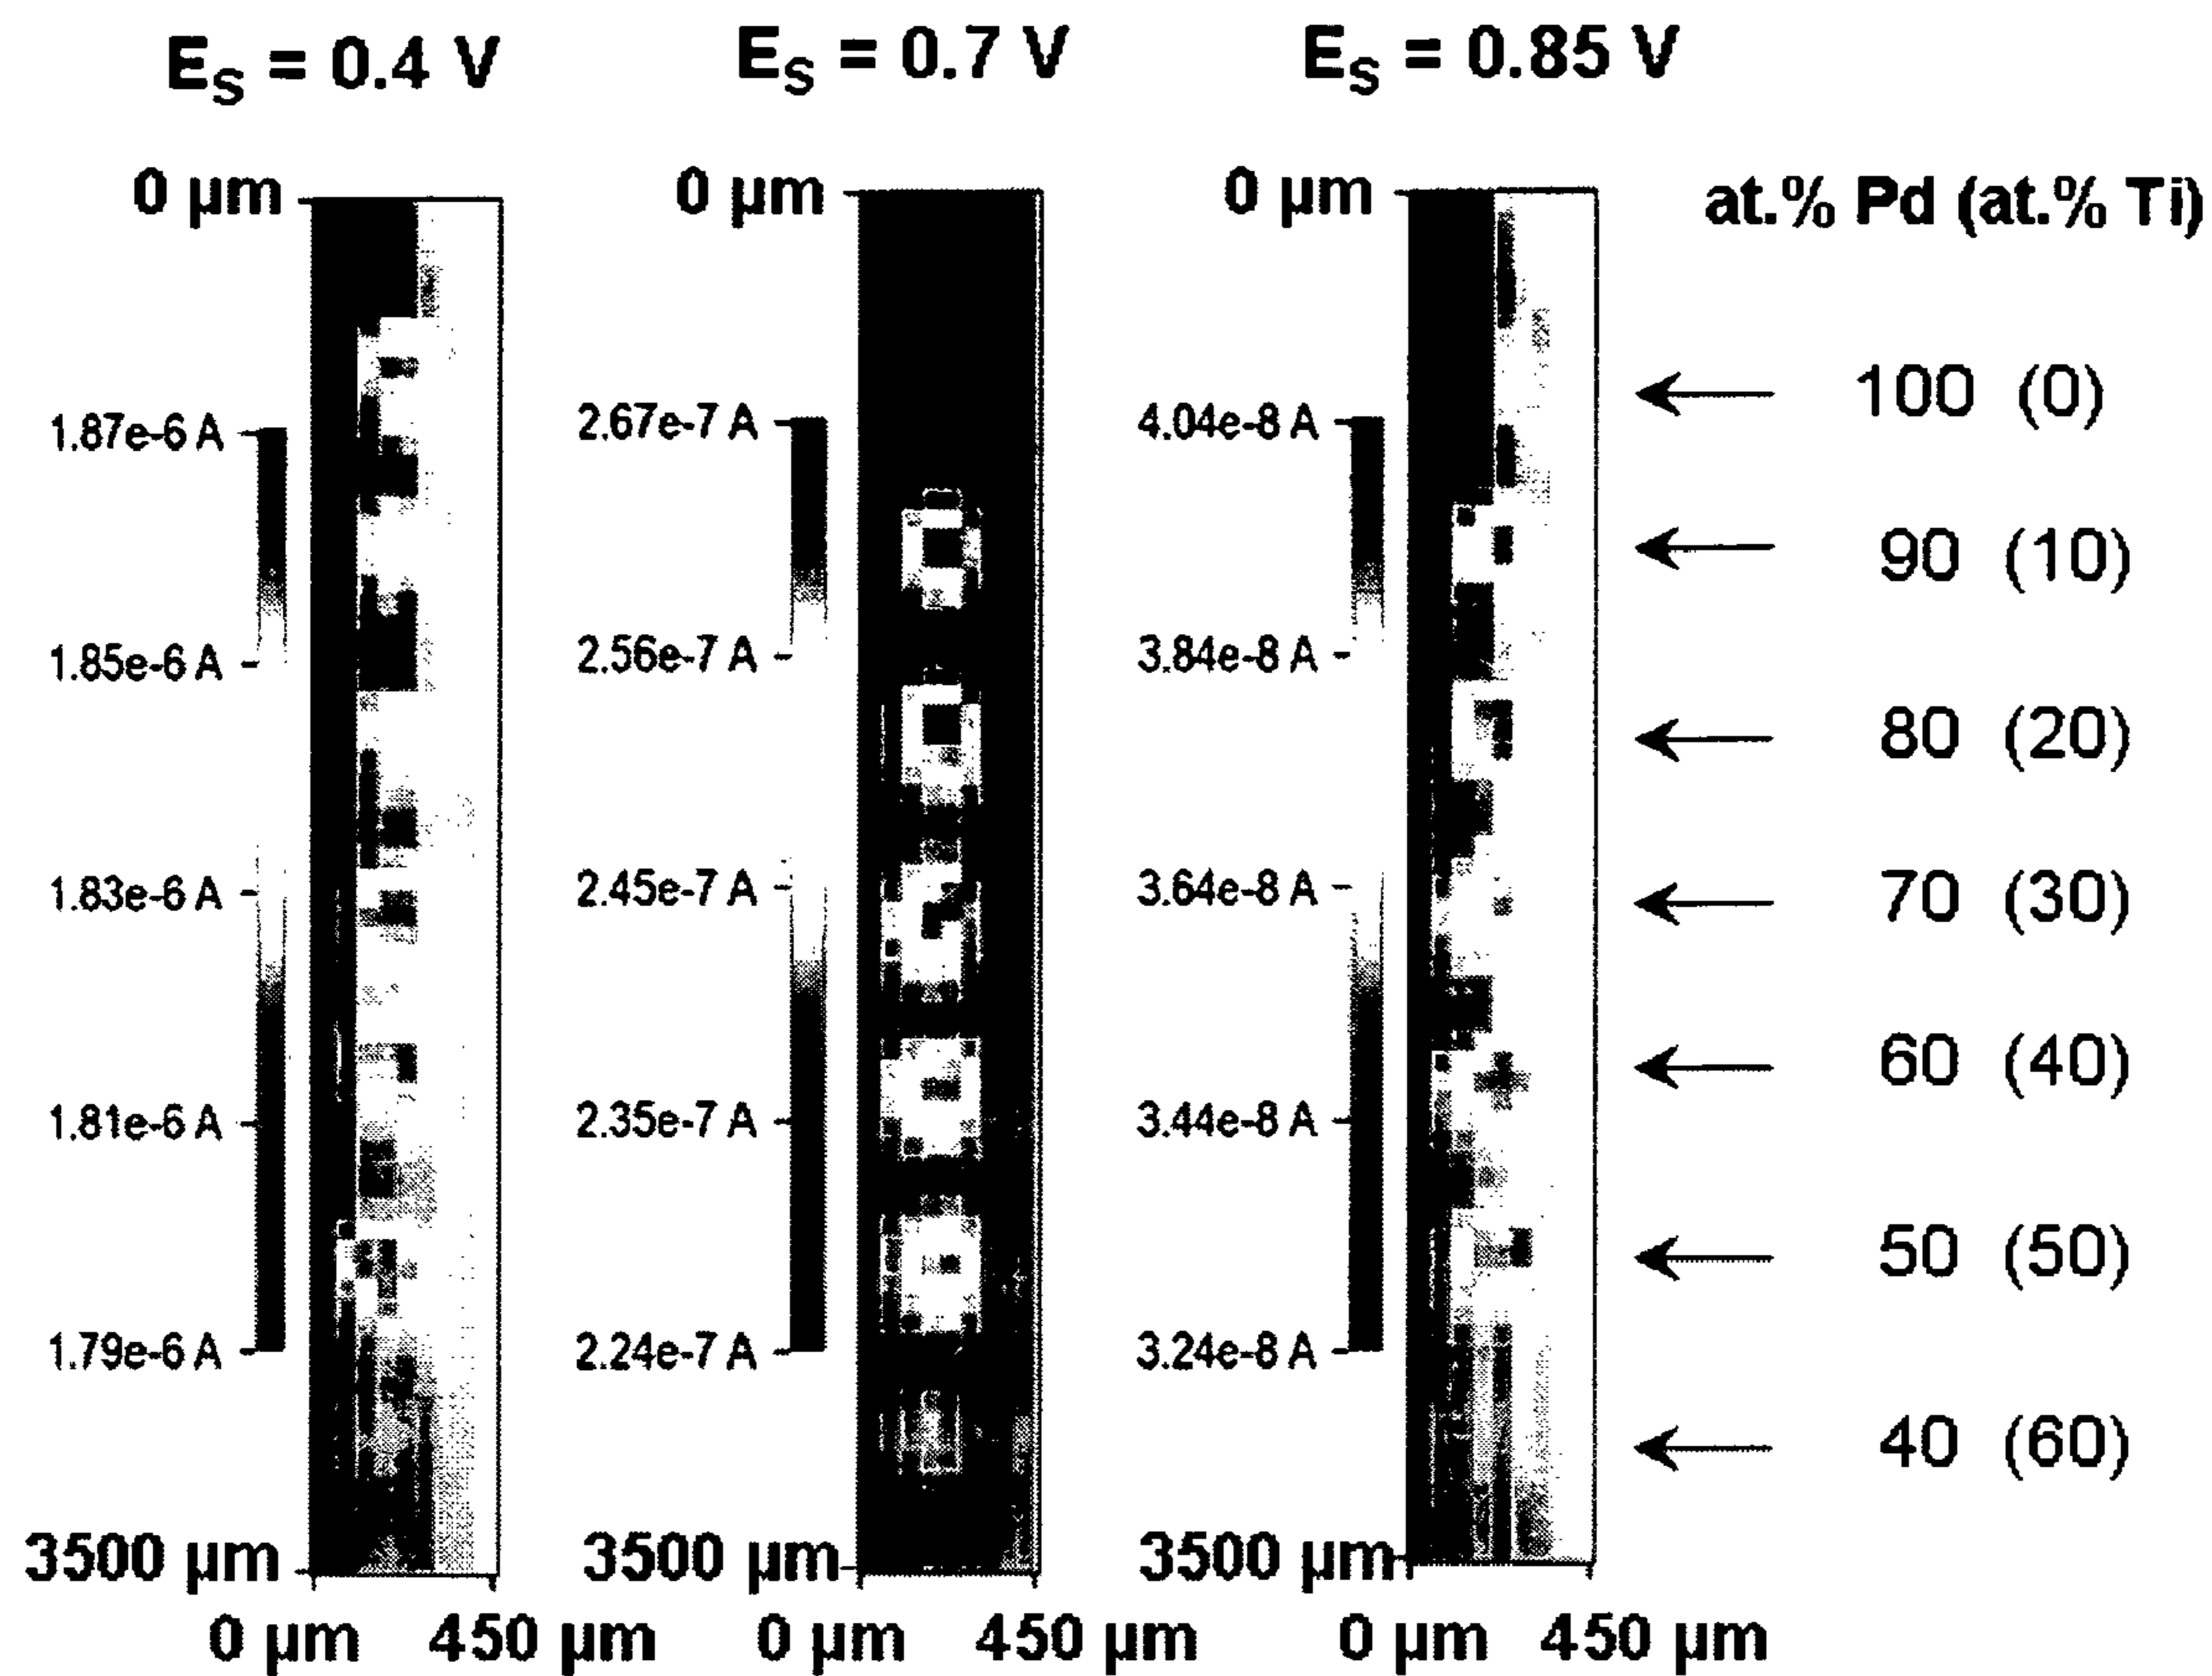 E_S = 0.4 V
E_S = 0.7 V
E_S = 0.85 V
0 µm
0 µm
0 µm
at.% Pd (at.% Ti)
100 (0)
1.87e-6 A
2.67e-7 A
4.04e-8 A
90 (10)
1.85e-6 A
2.56e-7 A
3.84e-8 A
80 (20)
1.83e-6 A
2.45e-7 A
3.64e-8 A
70 (30)
60 (40)
1.81e-6 A
2.35e-7 A
3.44e-8 A
50 (50)
1.79e-6 A
2.24e-7 A
3.24e-8 A
40 (60)
3500 µm
3500 µm
3500 µm
0 µm 450 µm
0 µm 450 µm
0 µm 450 µm